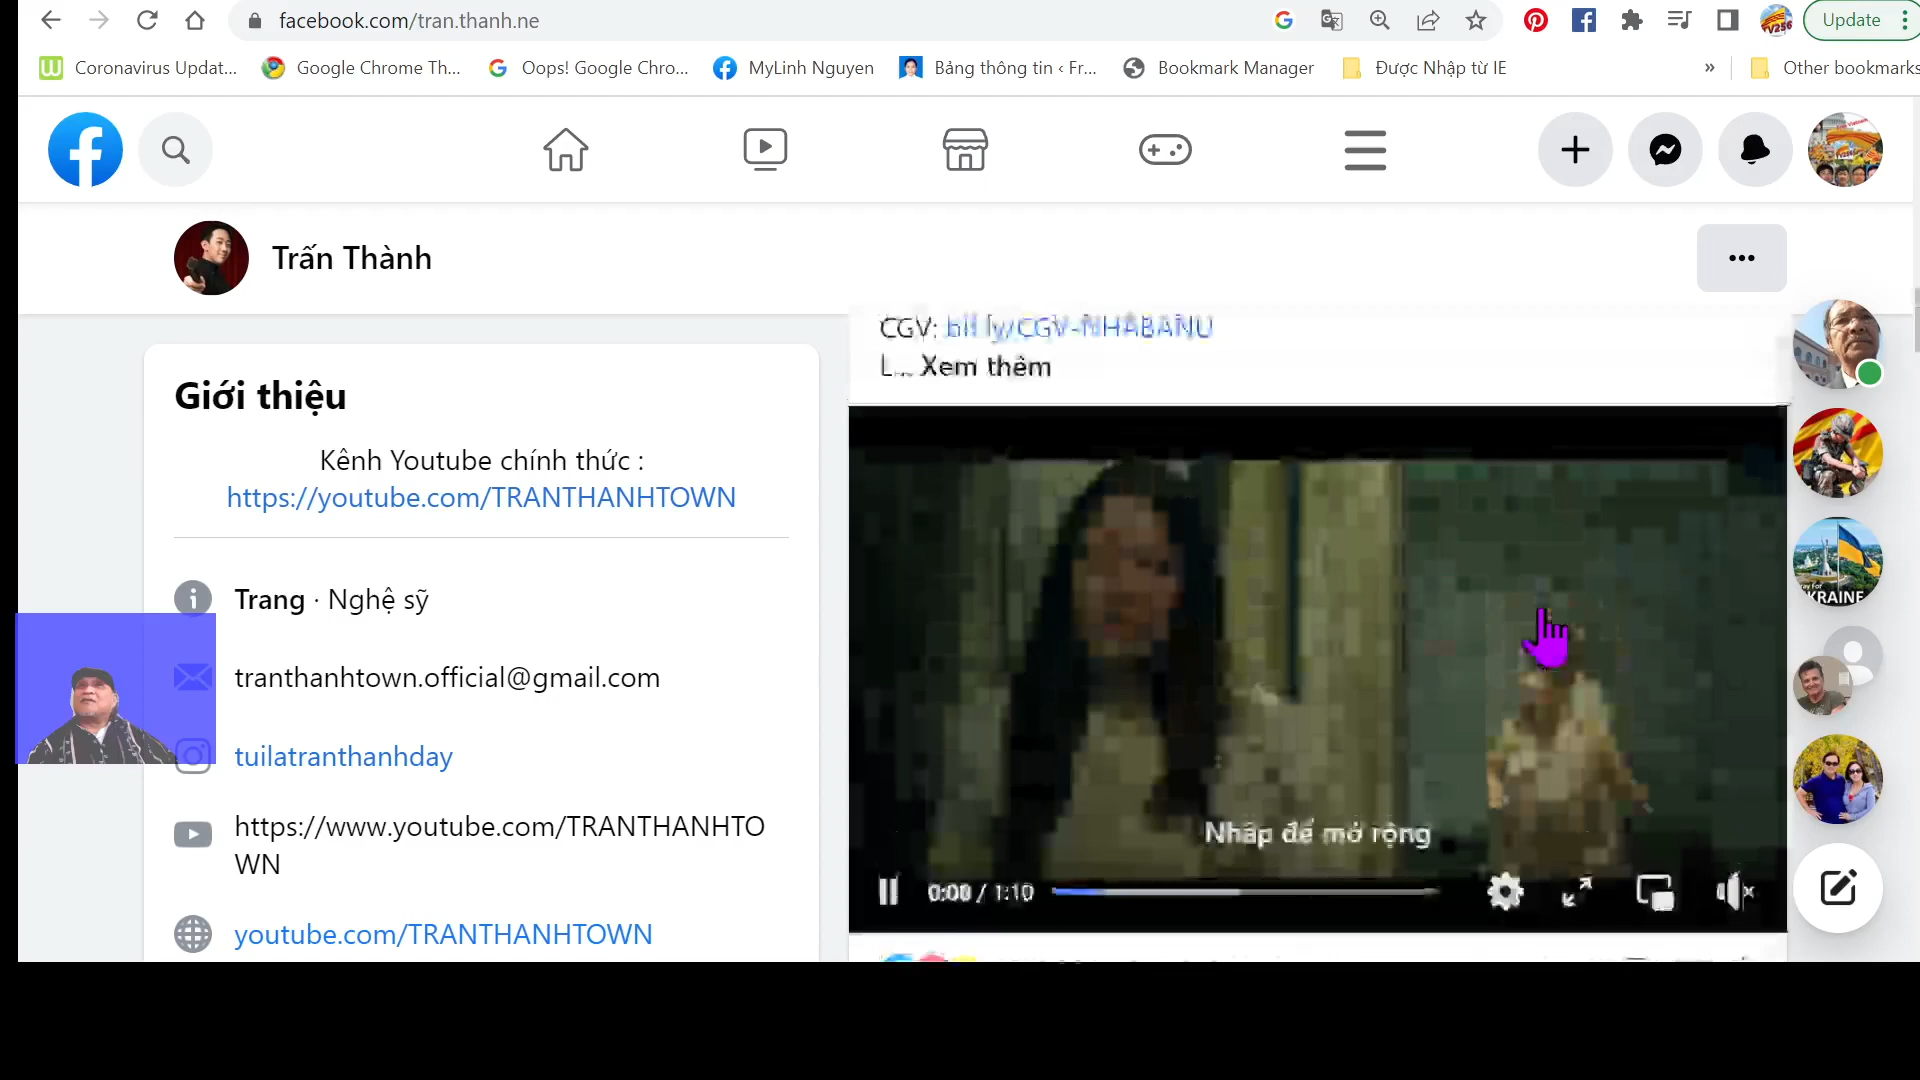 facebook.com/tran.thanh.ne
Update
Coronavirus Updat...
Google Chrome Th...
Oops! Google Chro...
MyLinh Nguyen
Bảng thông tin ‹ Fr...
Bookmark Manager
Được Nhập từ IE
»
Other bookmarks
Trấn Thành
CGV: bit.ly/CGV-NHABANU
L... Xem thêm
Giới thiệu
Kênh Youtube chính thức :
https://youtube.com/TRANTHANHTOWN
Trang · Nghệ sỹ
tranthanhtown.official@gmail.com
tuilatranthanhday
https://www.youtube.com/TRANTHANHTO
WN
youtube.com/TRANTHANHTOWN
Nhấp để mở rộng
0:00 / 1:10
KRAINE